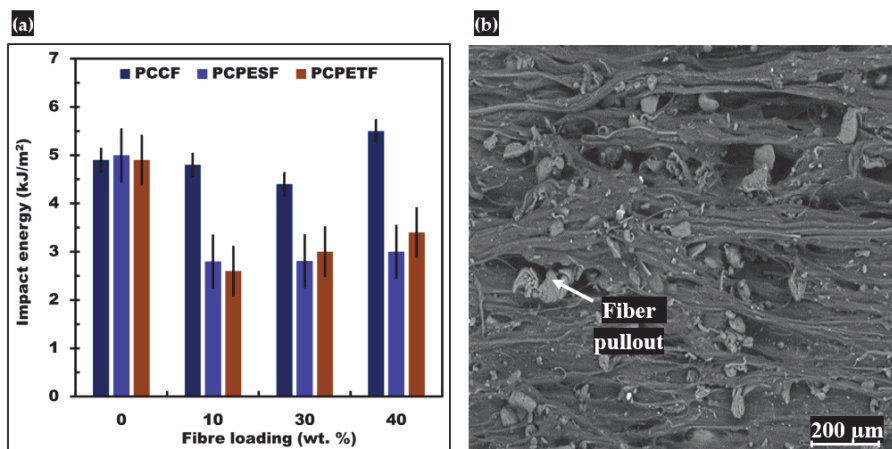 (a)
(b)
7
6
5
4
3
2
1
0
Impact energy (kJ/m²)
PCCF PCPESF PCPETF
0 10 30 40
Fibre loading (wt. %)
Fiber
pullout
200 µm